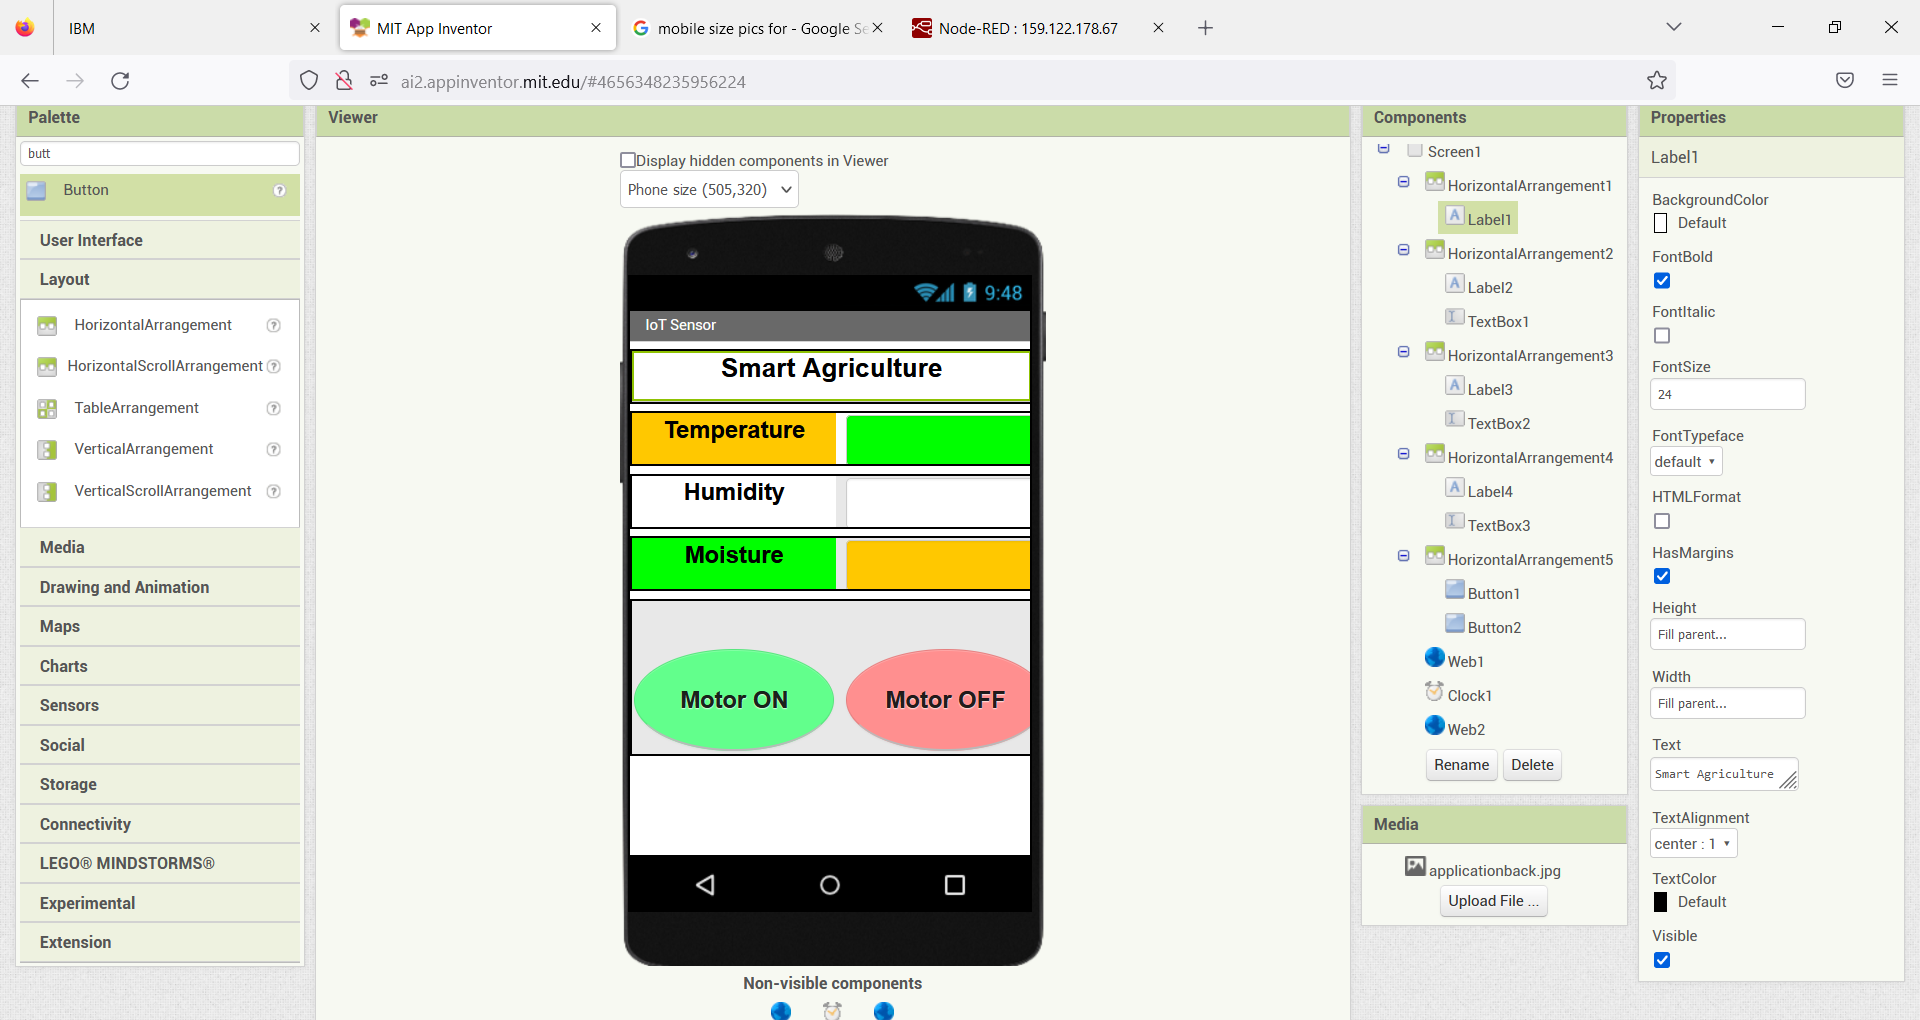 IBM
MIT App Inventor
mobile size pics for - Google Se
Node-RED : 159.122.178.67
ai2.appinventor.mit.edu/#4656348235956224
Palette
butt
Button
User Interface
Layout
HorizontalArrangement
HorizontalScrollArrangement
TableArrangement
VerticalArrangement
VerticalScrollArrangement
Media
Drawing and Animation
Maps
Charts
Sensors
Social
Storage
Connectivity
LEGO® MINDSTORMS®
Experimental
Extension
Viewer
Display hidden components in Viewer
Phone size (505,320)
9:48
IoT Sensor
Smart Agriculture
Temperature
Humidity
Moisture
Motor ON
Motor OFF
Non-visible components
Components
Screen1
HorizontalArrangement1
Label1
HorizontalArrangement2
Label2
TextBox1
HorizontalArrangement3
Label3
TextBox2
HorizontalArrangement4
Label4
TextBox3
HorizontalArrangement5
Button1
Button2
Web1
Clock1
Web2
Rename
Delete
Media
applicationback.jpg
Upload File ...
Properties
Label1
BackgroundColor
Default
FontBold
FontItalic
FontSize
24
FontTypeface
default
HTMLFormat
HasMargins
Height
Fill parent...
Width
Fill parent...
Text
Smart Agriculture
TextAlignment
center : 1
TextColor
Default
Visible